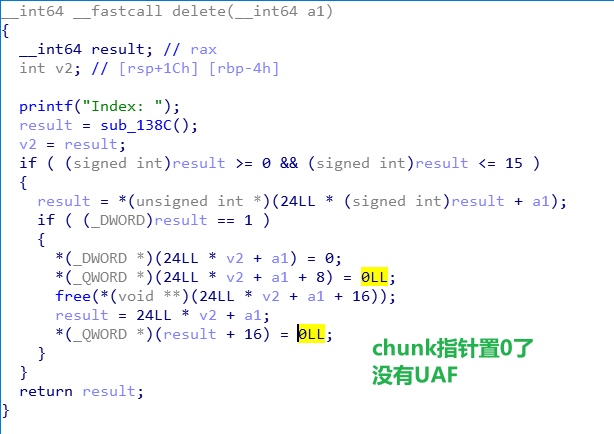 __int64 __fastcall delete(__int64 a1)
{
  __int64 result; // rax
  int v2; // [rsp+1Ch] [rbp-4h]

  printf("Index: ");
  result = sub_138C();
  v2 = result;
  if ( (signed int)result >= 0 && (signed int)result <= 15 )
  {
    result = *(unsigned int *)(24LL * (signed int)result + a1);
    if ( (_DWORD)result == 1 )
    {
      *(_DWORD *)(24LL * v2 + a1) = 0;
      *(_QWORD *)(24LL * v2 + a1 + 8) = 0LL;
      free(*(void **)(24LL * v2 + a1 + 16));
      result = 24LL * v2 + a1;
      *(_QWORD *)(result + 16) = 0LL;
    }
  }
  return result;
}
chunk指针置0了
没有UAF